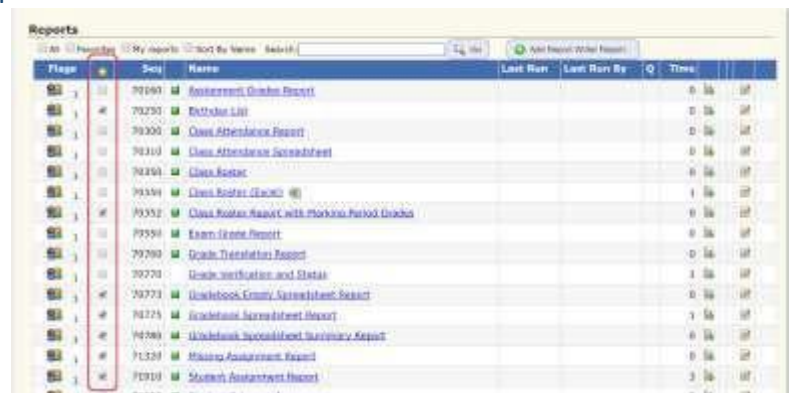 Reports
All Favorites My reports Sort By Name Search Go Add Report Writer Report
Flags Seq Name Last Run Last Run By Q Time
70160 Assignment Grades Report 0
70250 Birthday List 0
70300 Class Attendance Report 0
70310 Class Attendance Spreadsheet 0
70350 Class Roster 0
Class Roster (Excel) 1
70352 Class Roster Report with Marking Period Grades 0
70550 Exam Grade Report 0
70760 Grade Translation Report 0
70770 Grade Verification and Status 1
70773 Gradebook Empty Spreadsheet Report 0
70775 Gradebook Spreadsheet Report 1
70780 Gradebook Spreadsheet Summary Report 0
71320 Missing Assignment Report 0
Student Assignment Report 3